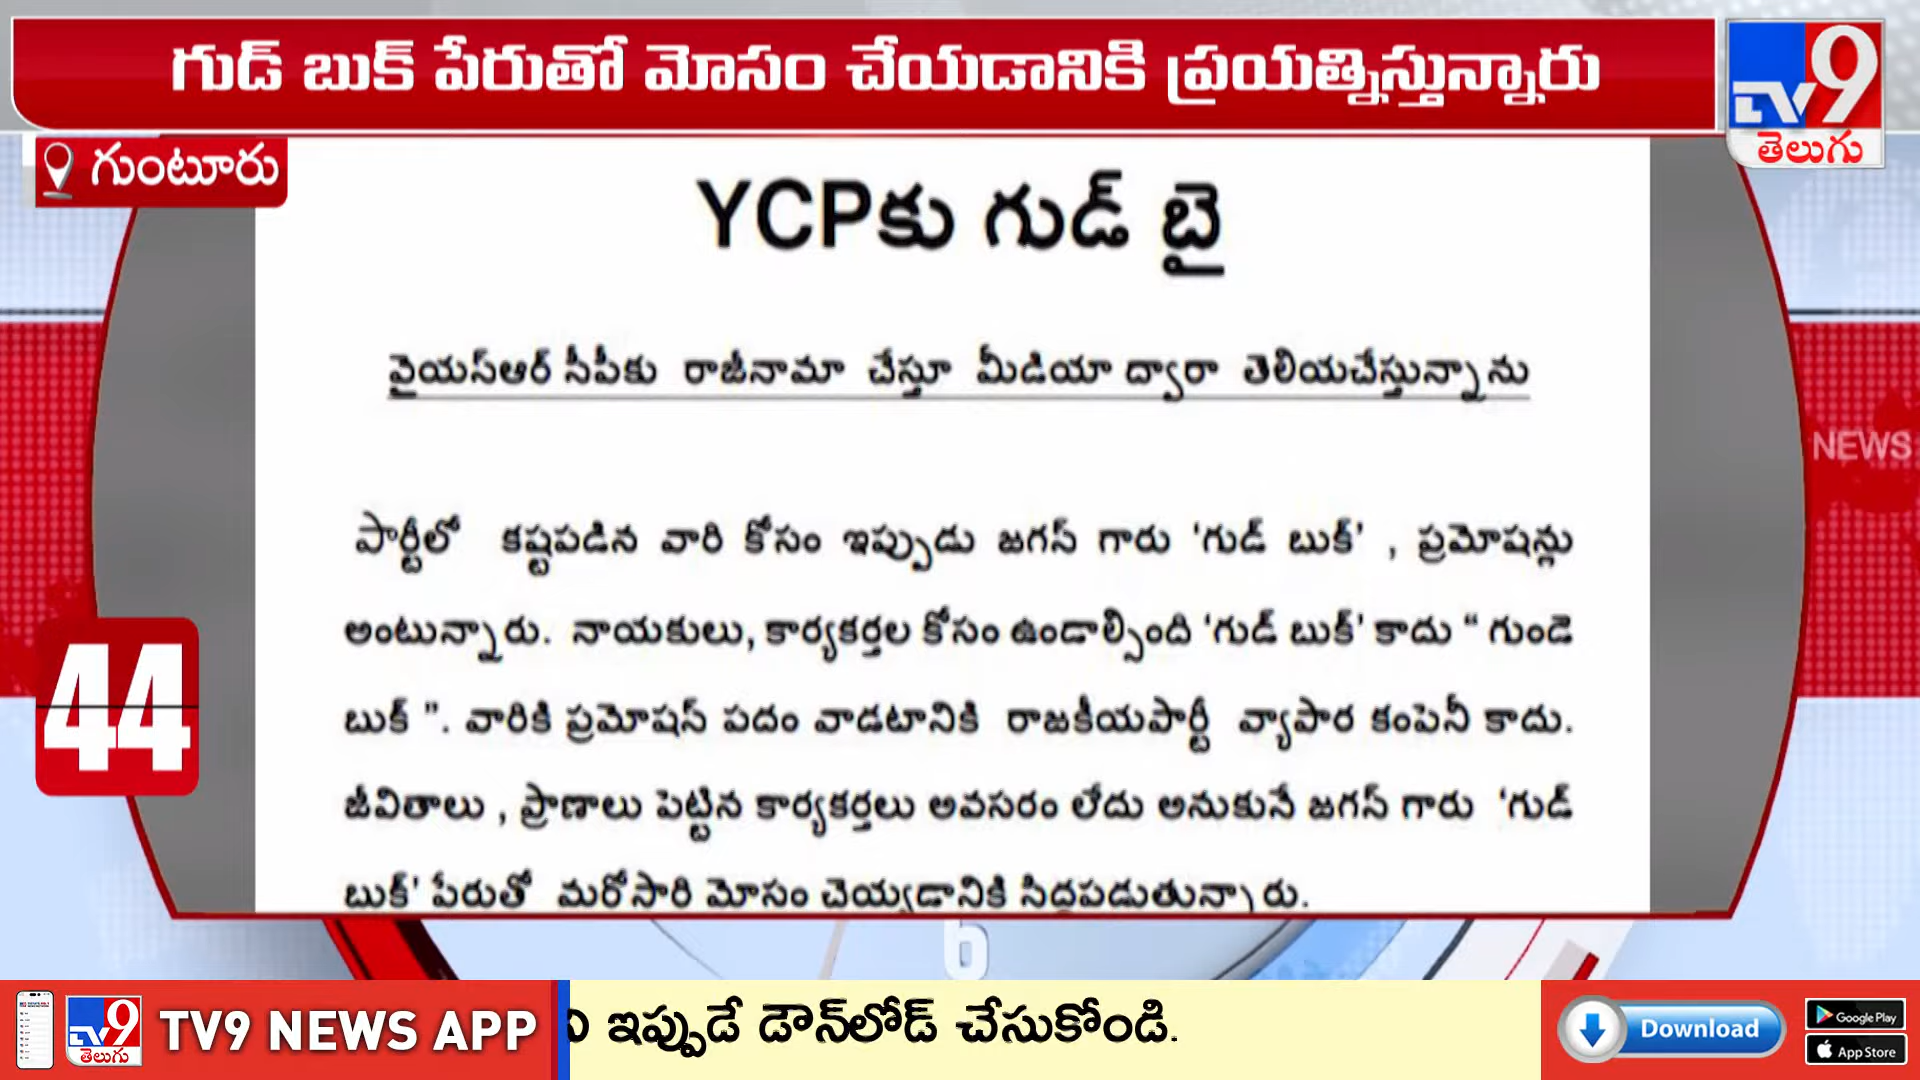 గుడ్ బుక్ పేరుతో మోసం చేయడానికి ప్రయత్నిస్తున్నారు
TV9
తెలుగు
గుంటూరు
YCPకు గుడ్ బై
వైయస్ఆర్ సీపీకు రాజీనామా చేస్తూ మీడియా ద్వారా తెలియచేస్తున్నాను
NEWS
పార్టీలో కష్టపడిన వారి కోసం ఇప్పుడు జగన్ గారు ‘గుడ్ బుక్’ , ప్రమోషన్లు
అంటున్నారు. నాయకులు, కార్యకర్తల కోసం ఉండాల్సింది ‘గుడ్ బుక్’ కాదు “ గుండె
బుక్ ”. వారికి ప్రమోషన్ పదం వాడటానికి రాజకీయపార్టీ వ్యాపార కంపెనీ కాదు.
జీవితాలు , ప్రాణాలు పెట్టిన కార్యకర్తలు అవసరం లేదు అనుకునే జగన్ గారు ‘గుడ్
బుక్’ పేరుతో మరోసారి మోసం చెయ్యడానికి సిద్దపడుతున్నారు.
44
6
TV9
తెలుగు
TV9 NEWS APP
ఇప్పుడే డౌన్‌లోడ్ చేసుకోండి.
Download
Google Play
App Store